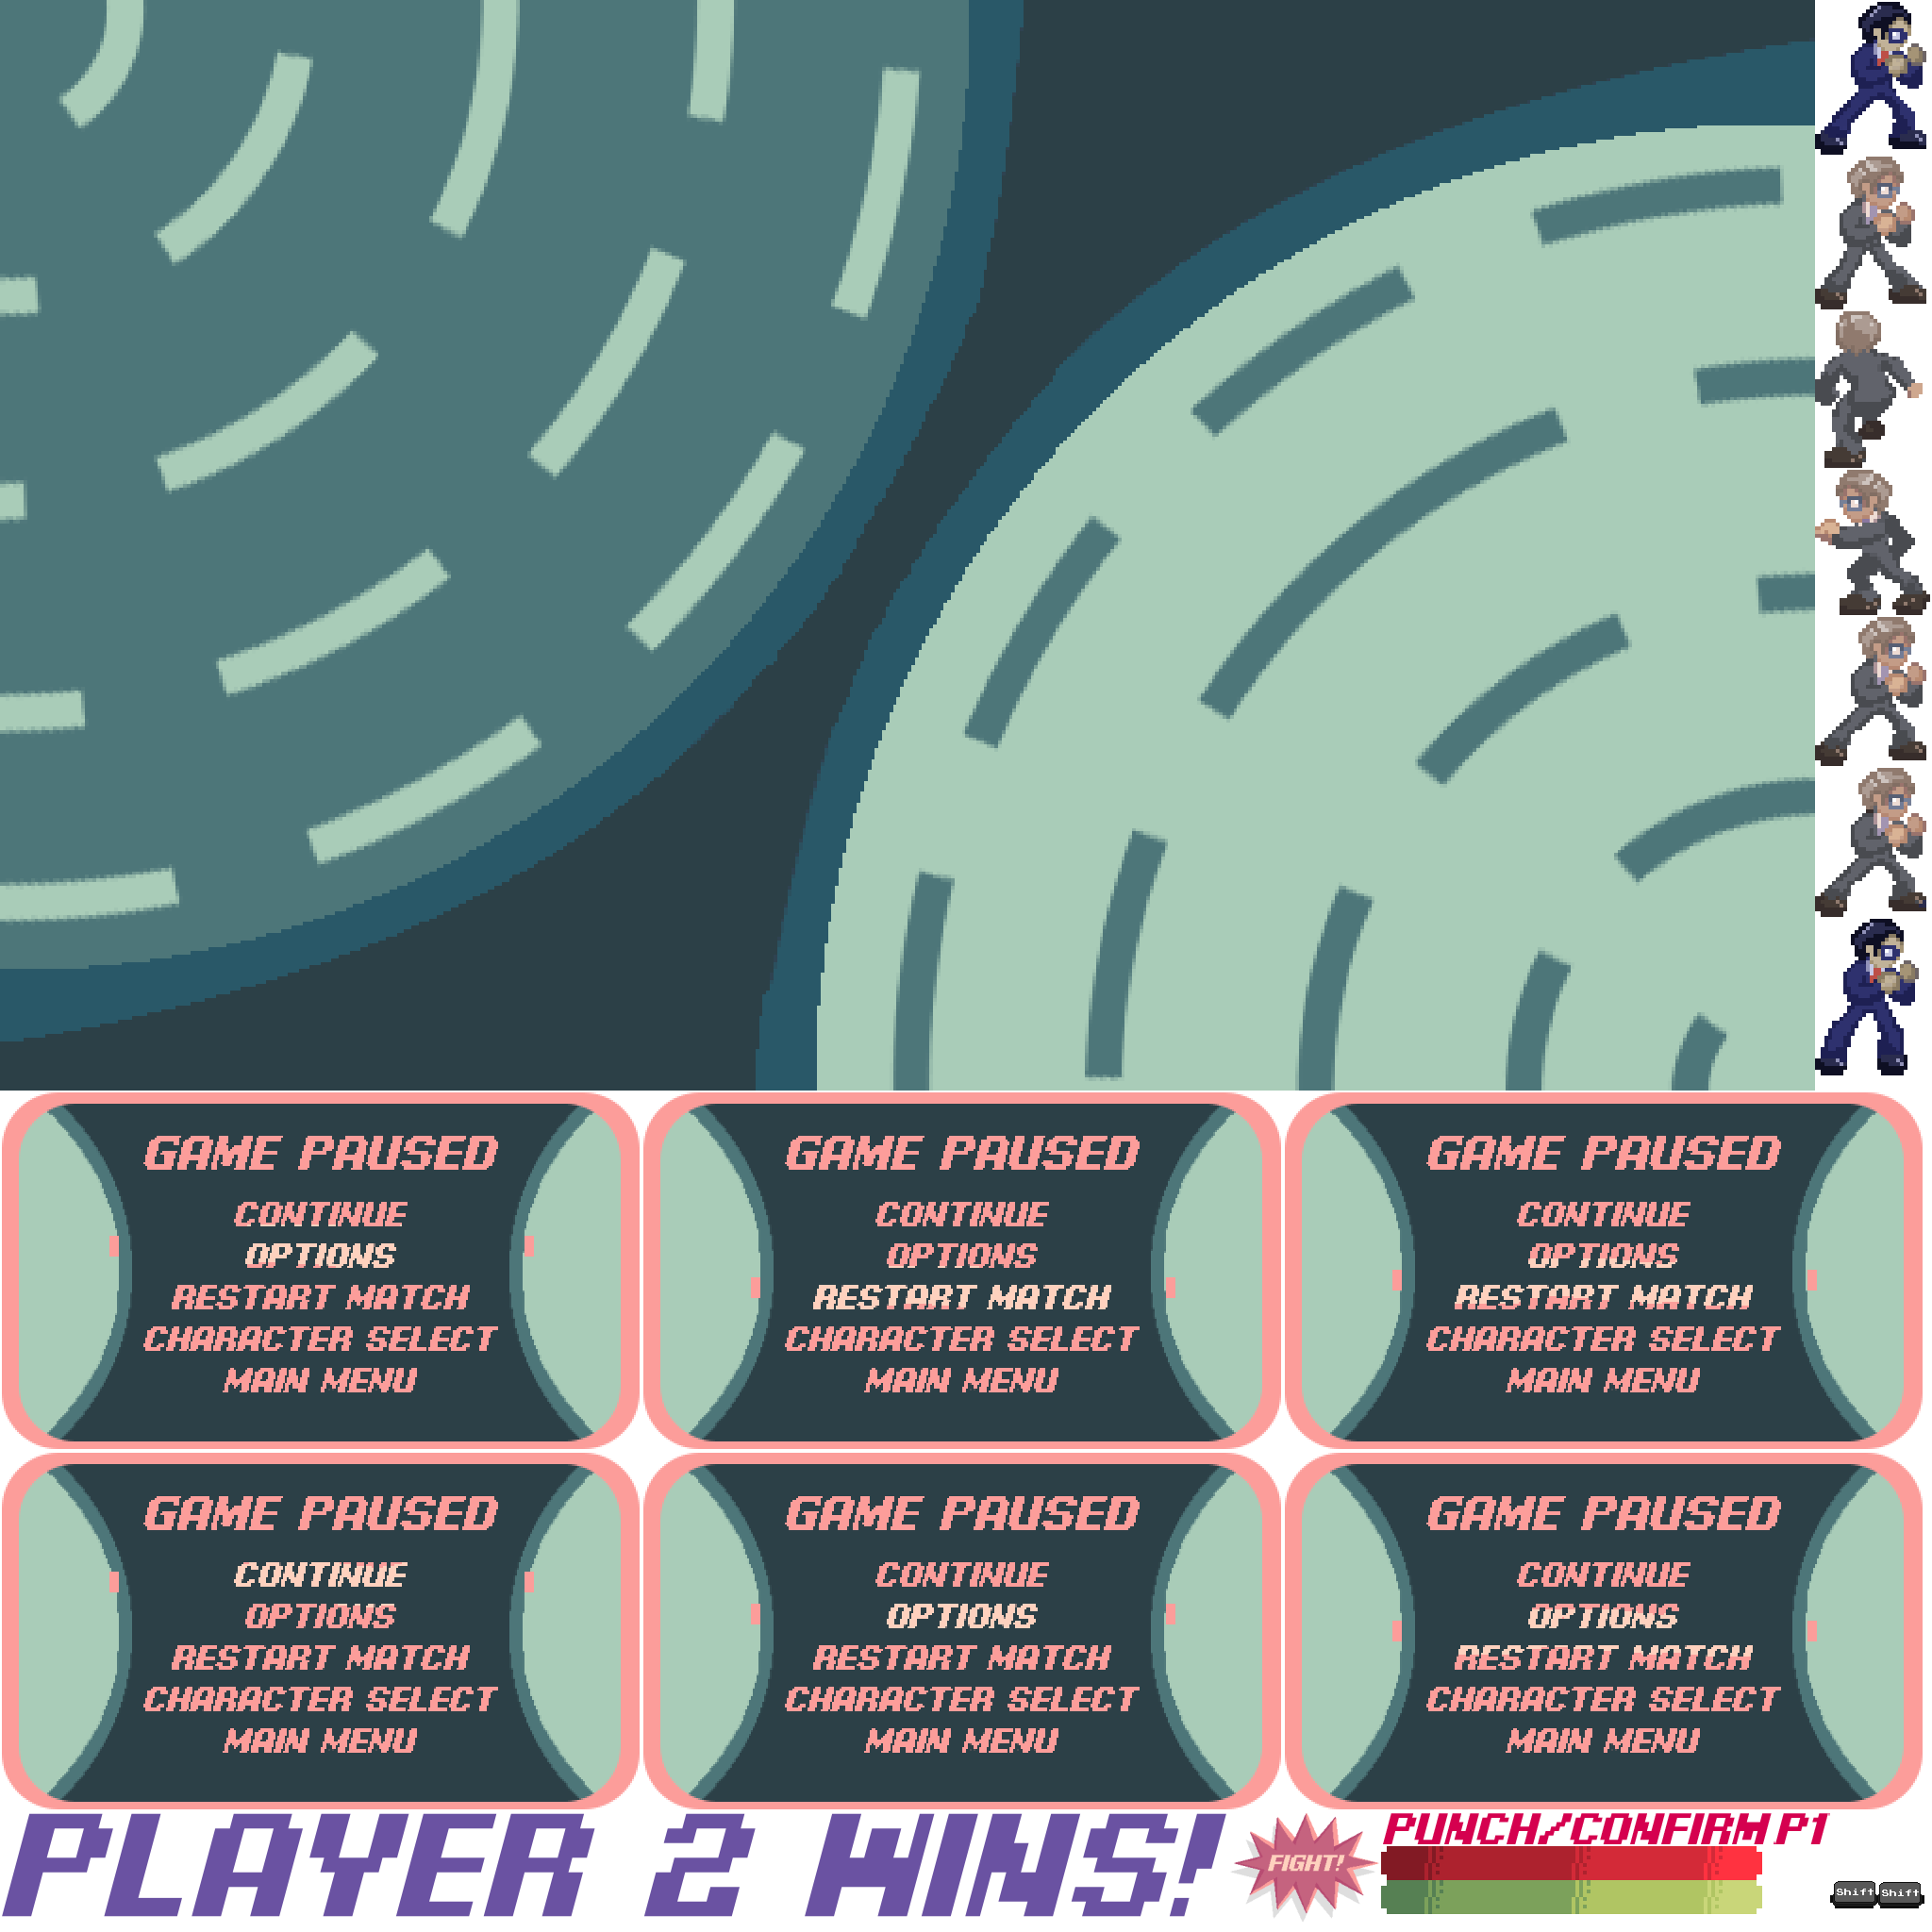 GAME PAUSED
CONTINUE
OPTIONS
RESTART MATCH
CHARACTER SELECT
MAIN MENU
GAME PAUSED
CONTINUE
OPTIONS
RESTART MATCH
CHARACTER SELECT
MAIN MENU
GAME PAUSED
CONTINUE
OPTIONS
RESTART MATCH
CHARACTER SELECT
MAIN MENU
GAME PAUSED
CONTINUE
OPTIONS
RESTART MATCH
CHARACTER SELECT
MAIN MENU
GAME PAUSED
CONTINUE
OPTIONS
RESTART MATCH
CHARACTER SELECT
MAIN MENU
GAME PAUSED
CONTINUE
OPTIONS
RESTART MATCH
CHARACTER SELECT
MAIN MENU
PLAYER 2 WINS!
FIGHT!
PUNCH/CONFIRM P1
Shift Shift